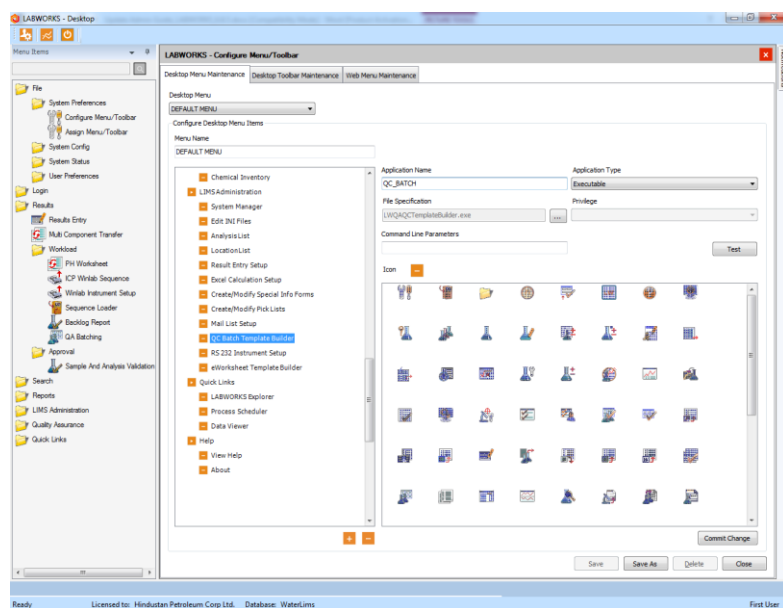 LABWORKS - Desktop
Menu Items
File
System Preferences
Configure Menu/Toolbar
Assign Menu/Toolbar
System Config
System Status
User Preferences
Login
Results
Results Entry
Multi Component Transfer
Workload
PH Worksheet
ICP Winlab Sequence
Winlab Instrument Setup
Sequence Loader
Backlog Report
QA Batching
Approval
Sample And Analysis Validation
Search
Reports
LIMS Administration
Quality Assurance
Quick Links
LABWORKS - Configure Menu/Toolbar
Desktop Menu Maintenance Desktop Toolbar Maintenance Web Menu Maintenance
Desktop Menu
DEFAULT MENU
Configure Desktop Menu Items
Menu Name
DEFAULT MENU
Chemical Inventory
LIMS Administration
System Manager
Edit INI Files
Analysis List
Location List
Result Entry Setup
Excel Calculation Setup
Create/Modify Special Info Forms
Create/Modify Pick Lists
Mail List Setup
QC Batch Template Builder
RS 232 Instrument Setup
eWorksheet Template Builder
Quick Links
LABWORKS Explorer
Process Scheduler
Data Viewer
Help
View Help
About
Application Name
QC_BATCH
Application Type
Executable
File Specification
LWQAQCTemplateBuilder.exe
...
Privilege
Command Line Parameters
Test
Icon
Commit Change
Save Save As Delete Close
Ready Licensed to: Hindustan Petroleum Corp Ltd. Database: WaterLims First User